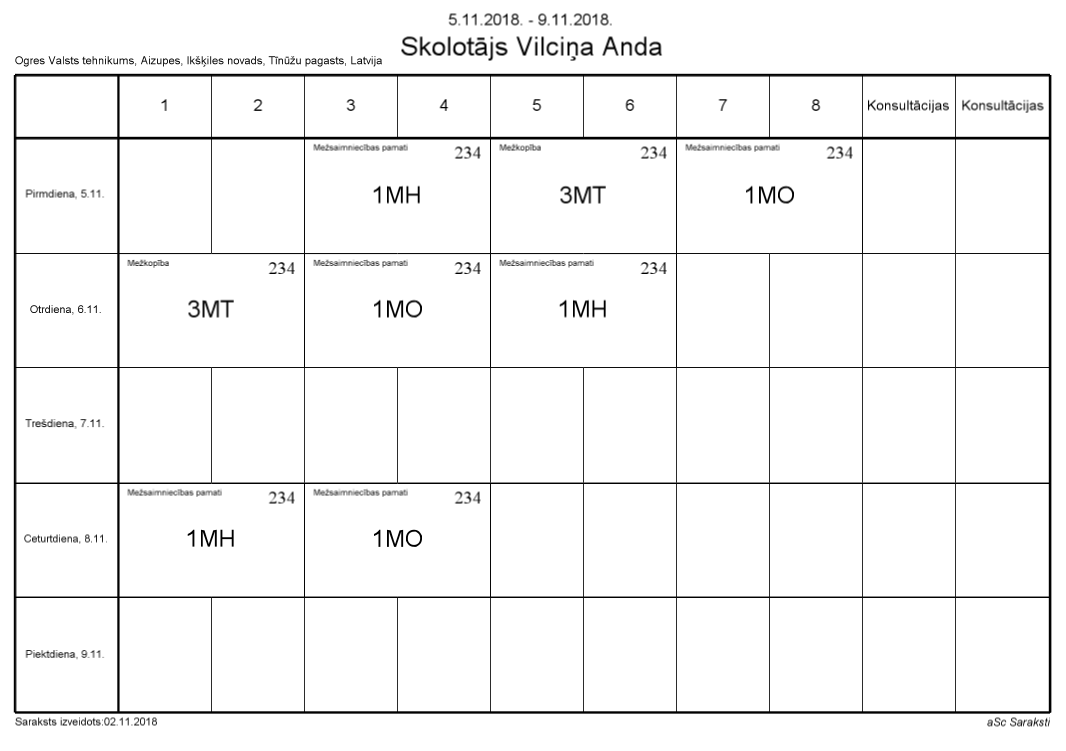 5.11.2018. - 9.11.2018.
Skolotājs Vilciņa Anda
Ogres Valsts tehnikums, Aizupes, Ikšķiles novads, Tīnūžu pagasts, Latvija
1 2 3 4 5 6 7 8 Konsultācijas Konsultācijas
Mežsaimniecības pamati 234 Mežkopība 234 Mežsaimniecības pamati 234
Pirmdiena, 5.11. 1MH 3MT 1MO
Mežkopība 234 Mežsaimniecības pamati 234 Mežsaimniecības pamati 234
Otrdiena, 6.11. 3MT 1MO 1MH
Trešdiena, 7.11.
Mežsaimniecības pamati 234 Mežsaimniecības pamati 234
Ceturtdiena, 8.11. 1MH 1MO
Piektdiena, 9.11.
Saraksts izveidots:02.11.2018 aSc Saraksti